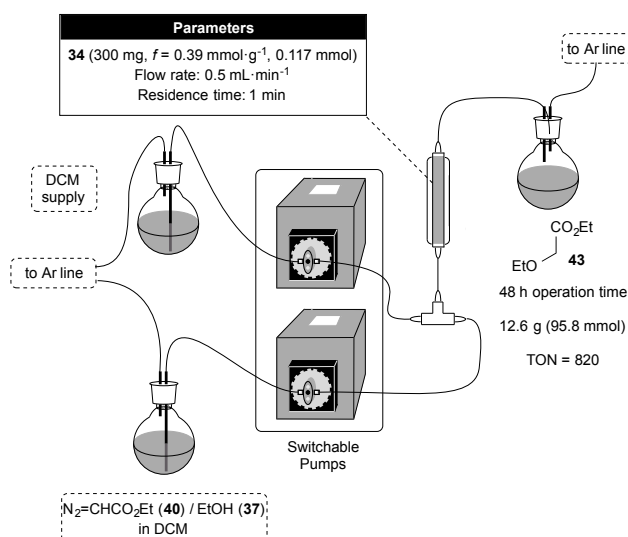 Parameters
34 (300 mg, f = 0.39 mmol·g⁻¹, 0.117 mmol)
Flow rate: 0.5 mL·min⁻¹
Residence time: 1 min
to Ar line
DCM
supply
to Ar line
CO₂Et
EtO
43
48 h operation time
12.6 g (95.8 mmol)
TON = 820
Switchable
Pumps
N₂=CHCO₂Et (40) / EtOH (37)
in DCM